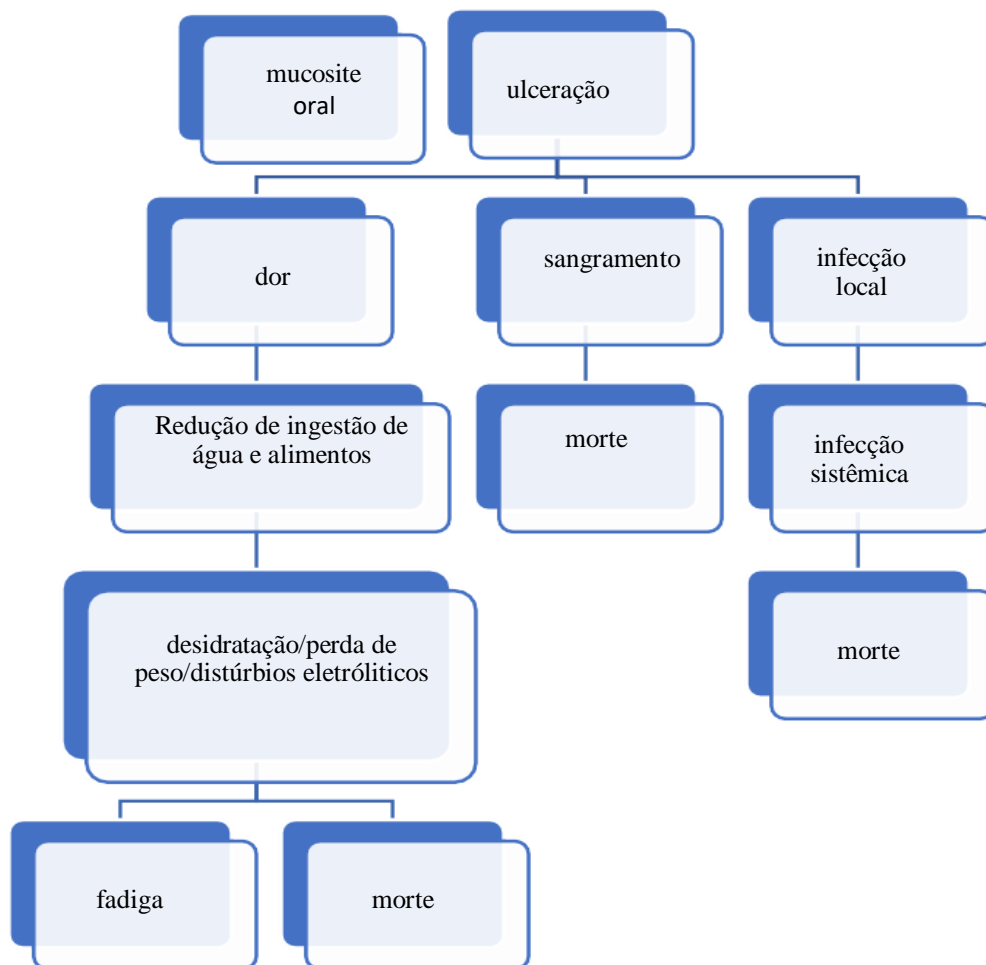 mucosite
oral
ulceração
dor
sangramento
infecção
local
Redução de ingestão de
água e alimentos
morte
infecção
sistêmica
desidratação/perda de
peso/distúrbios eletróliticos
morte
fadiga
morte